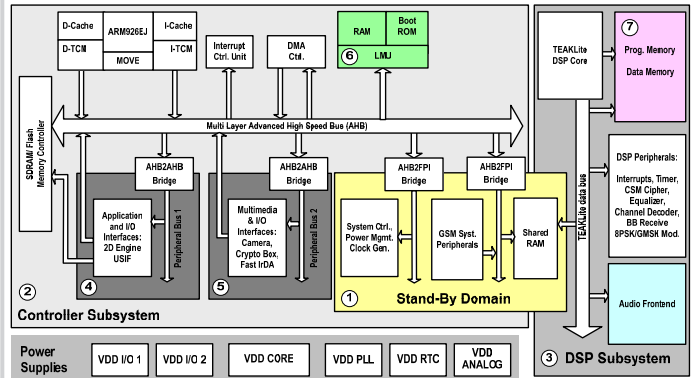 D-Cache
ARM926EJ
I-Cache
D-TCM
MOVE
I-TCM
Interrupt
Ctrl. Unit
DMA
Ctrl.
RAM
Boot
ROM
LMU
6
TEAKLite
DSP Core
7
Prog. Memory
Data Memory
SDRAM/ Flash
Memory Controller
Multi Layer Advanced High Speed Bus (AHB)
AHB2AHB
Bridge
AHB2AHB
Bridge
AHB2FPI
Bridge
AHB2FPI
Bridge
Application and I/O
Interfaces:
2D Engine
USIF
Peripheral Bus 1
4
Multimedia
& I/O
Interfaces:
Camera,
Crypto Box,
Fast IrDA
Peripheral Bus 2
5
System Ctrl.,
Power Mgmt.
Clock Gen.
GSM Syst.
Peripherals
Shared
RAM
1
Stand-By Domain
TEAKLite data bus
DSP Peripherals:
Interrupts, Timer,
CSM Cipher,
Equalizer,
Channel Decoder,
BB Receive
8PSK/GMSK Mod.
Audio Frontend
2
Controller Subsystem
3
DSP Subsystem
Power
Supplies
VDD I/O 1
VDD I/O 2
VDD CORE
VDD PLL
VDD RTC
VDD
ANALOG